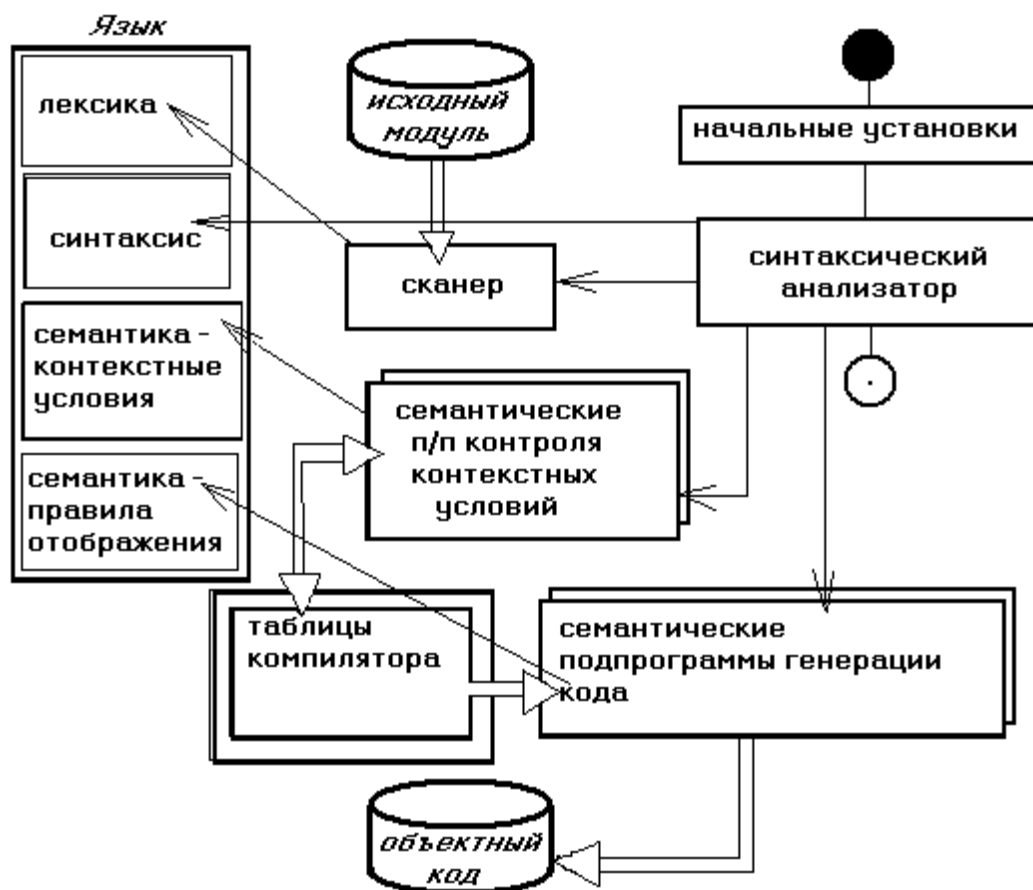 Язык
лексика
синтаксис
семантика -
контекстные
условия
семантика -
правила
отображения
исходный
модуль
сканер
начальные установки
синтаксический
анализатор
семантические
п/п контроля
контекстных
условий
таблицы
компилятора
семантические
подпрограммы генерации
кода
объектный
код